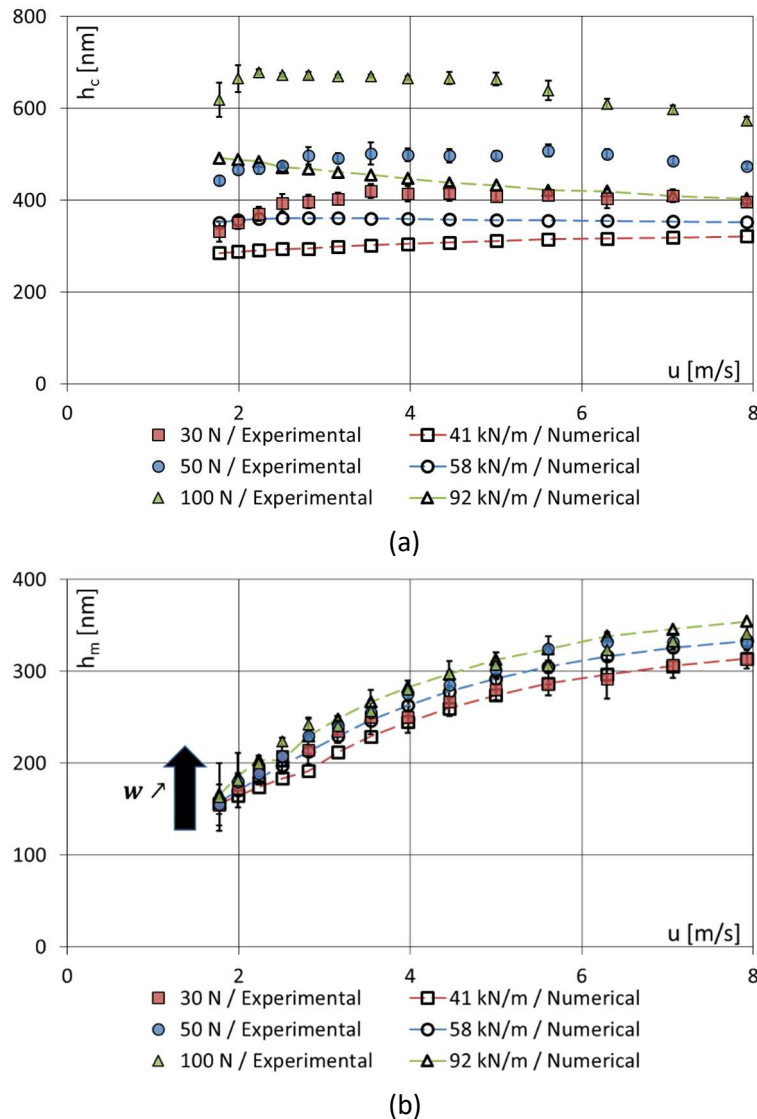 800
h_c [nm]
600
400
200
0
u [m/s]
0 2 4 6 8
30 N / Experimental 41 kN/m / Numerical
50 N / Experimental 58 kN/m / Numerical
100 N / Experimental 92 kN/m / Numerical
(a)
400
h_m [nm]
300
200
w ↗
100
0
u [m/s]
0 2 4 6 8
30 N / Experimental 41 kN/m / Numerical
50 N / Experimental 58 kN/m / Numerical
100 N / Experimental 92 kN/m / Numerical
(b)